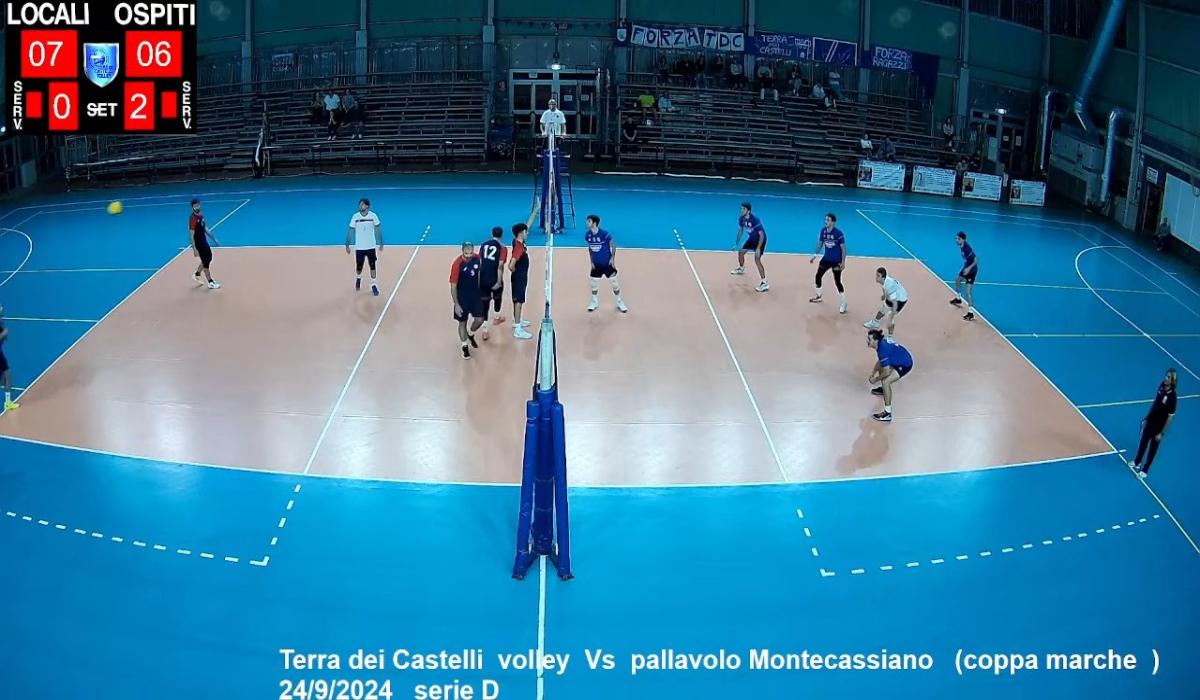 LOCALI OSPITI
07 06
SERV. 0 SET 2 SERV.
FORZA TDC
TERRA
CASTELLI
FORZA
RAGAZZI
12
Terra dei Castelli volley Vs pallavolo Montecassiano (coppa marche )
24/9/2024 serie D